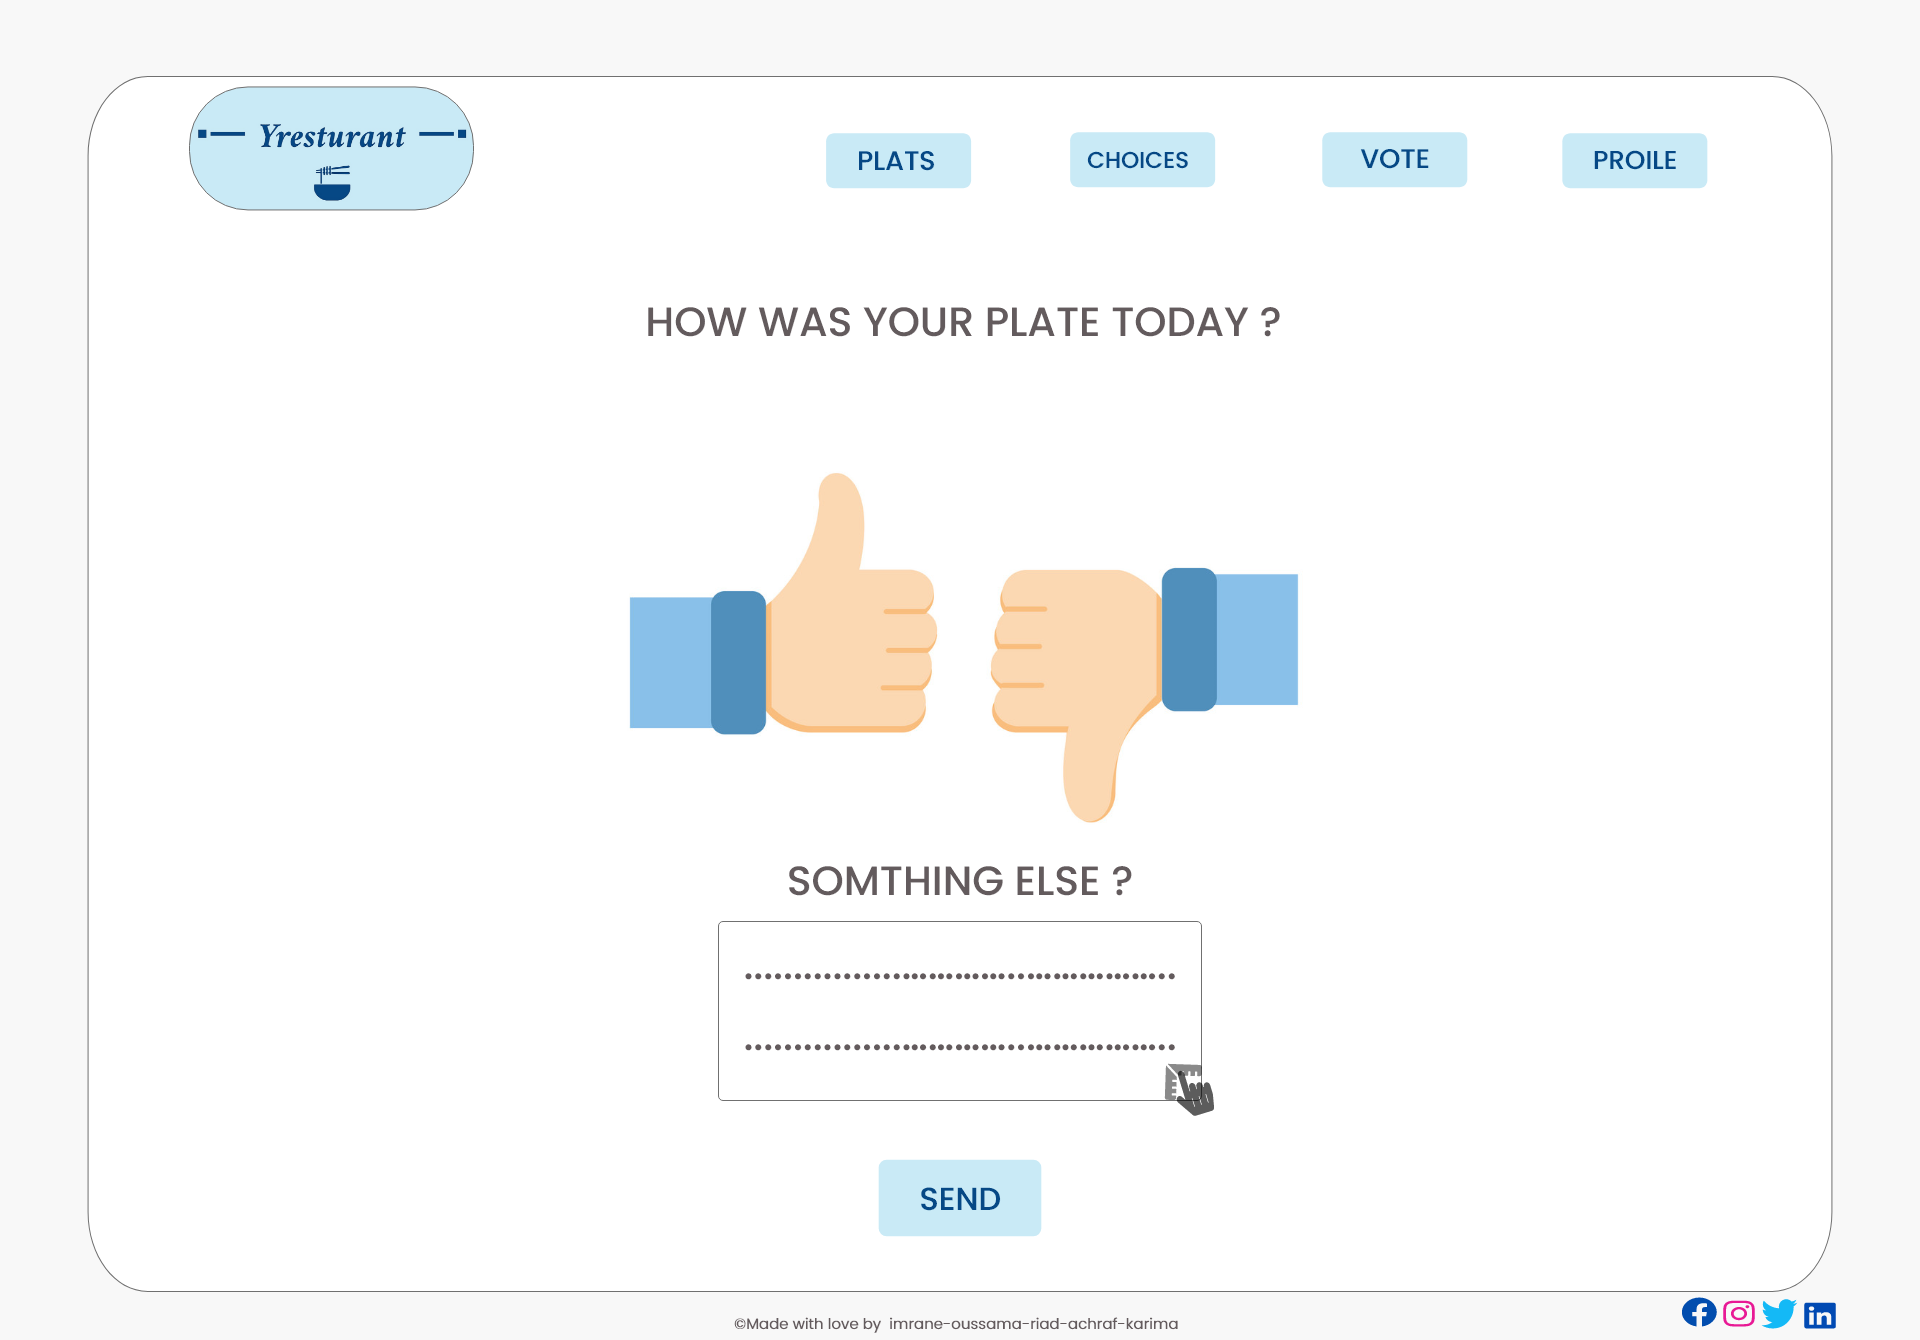 Yresturant
PLATS
CHOICES
VOTE
PROILE
HOW WAS YOUR PLATE TODAY ?
SOMTHING ELSE ?
SEND
©Made with love by imrane-oussama-riad-achraf-karima